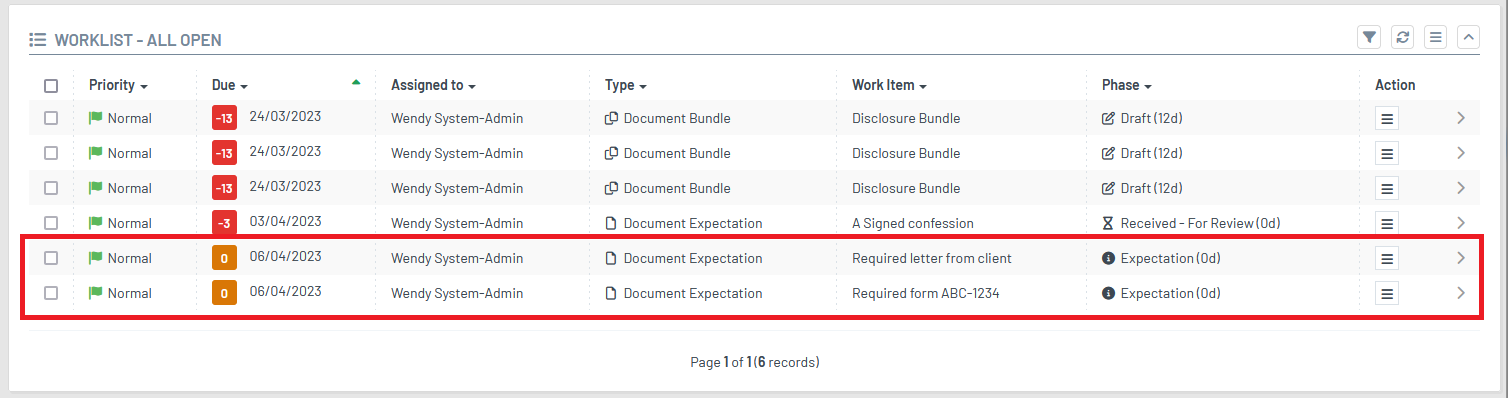 WORKLIST - ALL OPEN
Priority Due Assigned to Type Work Item Phase Action
Normal -13 24/03/2023 Wendy System-Admin Document Bundle Disclosure Bundle Draft (12d)
Normal -13 24/03/2023 Wendy System-Admin Document Bundle Disclosure Bundle Draft (12d)
Normal -13 24/03/2023 Wendy System-Admin Document Bundle Disclosure Bundle Draft (12d)
Normal -3 03/04/2023 Wendy System-Admin Document Expectation A Signed confession Received - For Review (0d)
Normal 0 06/04/2023 Wendy System-Admin Document Expectation Required letter from client Expectation (0d)
Normal 0 06/04/2023 Wendy System-Admin Document Expectation Required form ABC-1234 Expectation (0d)
Page 1 of 1 (6 records)